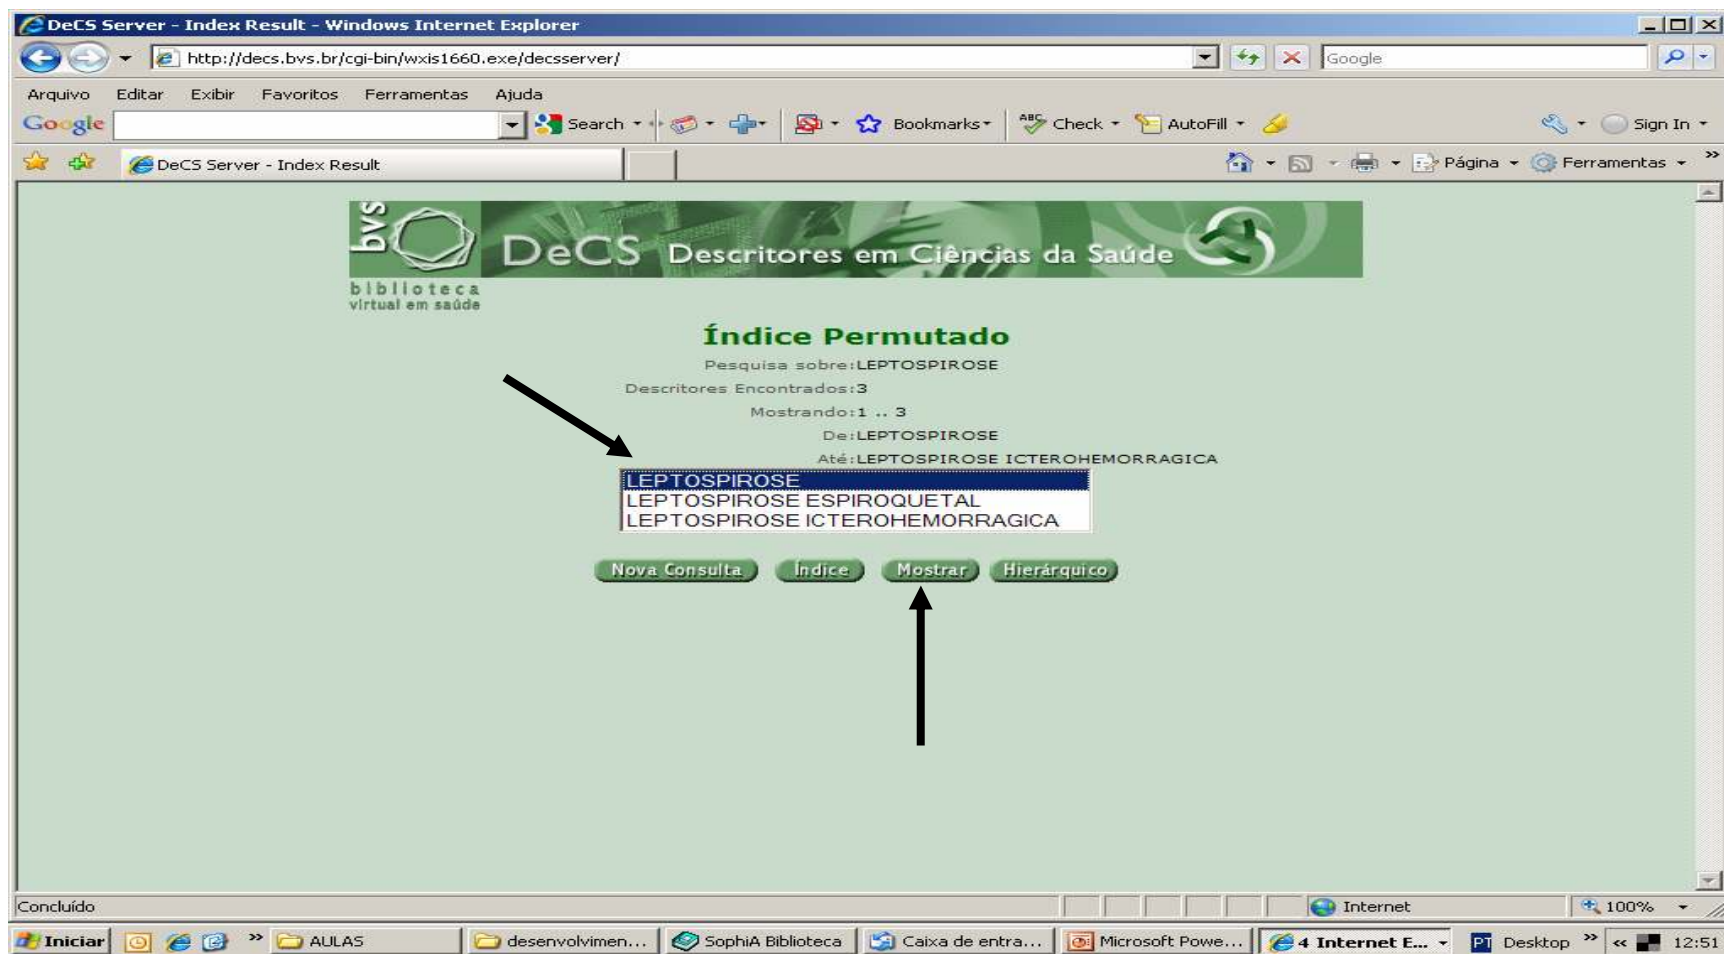 DeCS Server - Index Result - Windows Internet Explorer
http://decs.bvs.br/cgi-bin/wxis1660.exe/decsserver/
Google
Arquivo Editar Exibir Favoritos Ferramentas Ajuda
Google Search Bookmarks ABC Check AutoFill Sign In
DeCS Server - Index Result Página Ferramentas »
bvs
DeCS Descritores em Ciências da Saúde
biblioteca
virtual em saúde
Índice Permutado
Pesquisa sobre:LEPTOSPIROSE
Descritores Encontrados:3
Mostrando:1 .. 3
De:LEPTOSPIROSE
Até:LEPTOSPIROSE ICTEROHEMORRAGICA
LEPTOSPIROSE
LEPTOSPIROSE ESPIROQUETAL
LEPTOSPIROSE ICTEROHEMORRAGICA
Nova Consulta Índice Mostrar Hierárquico
Concluído Internet 100%
Iniciar » AULAS desenvolvimen... SophiA Biblioteca Caixa de entra... Microsoft Powe... 4 Internet E... PT Desktop » « 12:51